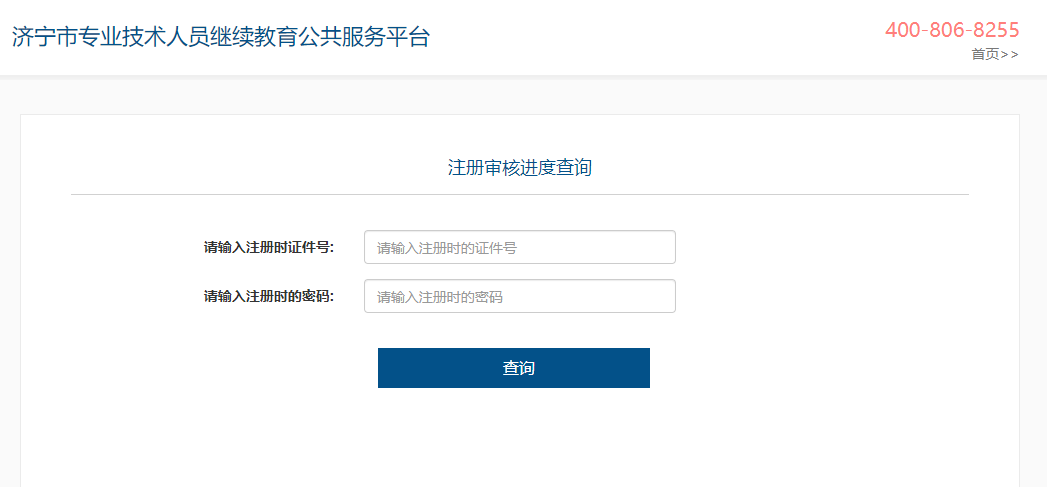 济宁市专业技术人员继续教育公共服务平台
400-806-8255
首页>>
注册审核进度查询
请输入注册时证件号:
请输入注册时的证件号
请输入注册时的密码:
请输入注册时的密码
查询